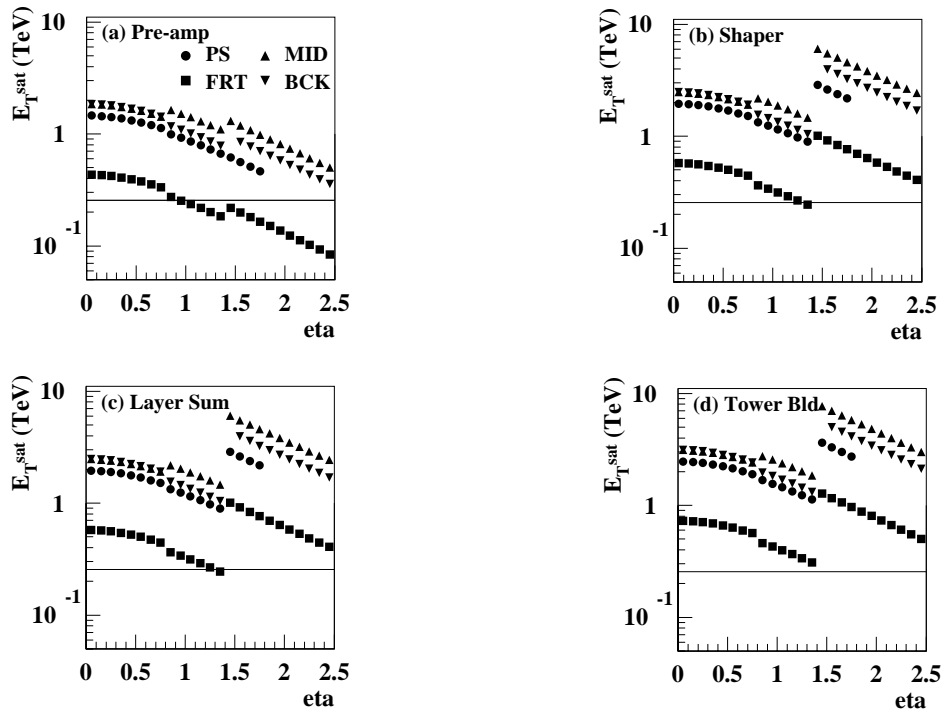 E_T^sat (TeV)
10
1
10^-1
(a) Pre-amp
PS
MID
FRT
BCK
0 0.5 1 1.5 2 2.5
eta
E_T^sat (TeV)
10
1
10^-1
(b) Shaper
0 0.5 1 1.5 2 2.5
eta
E_T^sat (TeV)
10
1
10^-1
(c) Layer Sum
0 0.5 1 1.5 2 2.5
eta
E_T^sat (TeV)
10
1
10^-1
(d) Tower Bld
0 0.5 1 1.5 2 2.5
eta